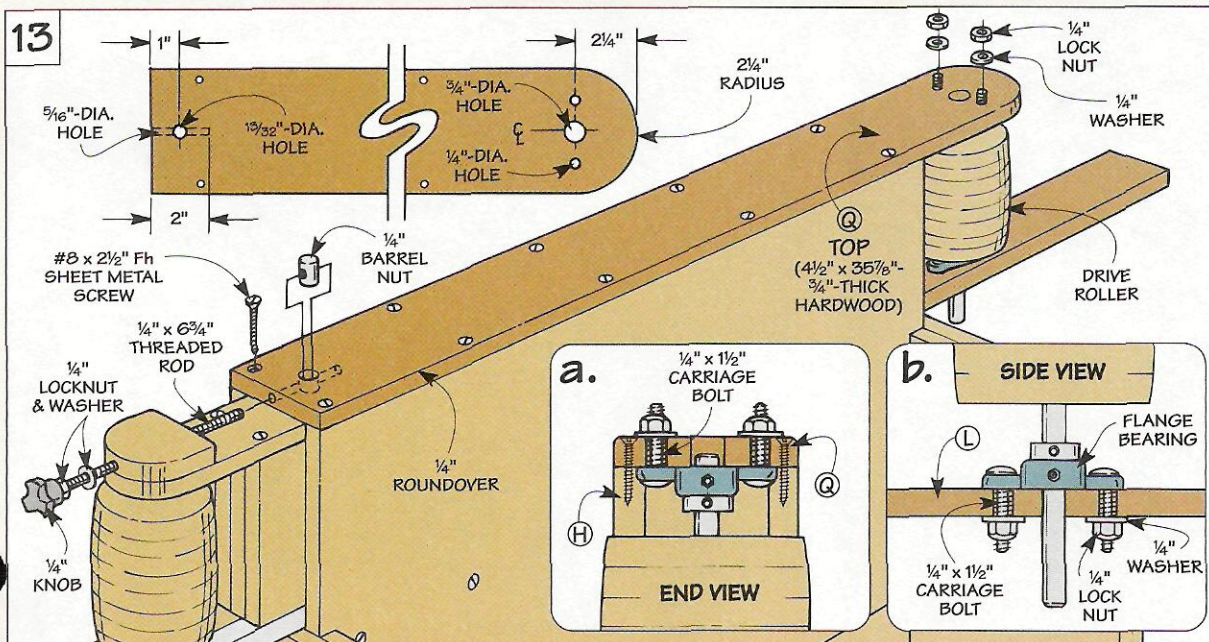 13
1"
2¼"
5/16"-DIA.
HOLE
13/32"-DIA.
HOLE
¾"-DIA.
HOLE
℄
¼"-DIA.
HOLE
2¼"
RADIUS
¼"
LOCK
NUT
¼"
WASHER
2"
#8 x 2½" Fh
SHEET METAL
SCREW
¼"
BARREL
NUT
¼" x 6¾"
THREADED
ROD
¼"
LOCKNUT
& WASHER
¼"
KNOB
¼"
ROUNDOVER
Q
TOP
(4½" x 35⅞"-
¾"-THICK
HARDWOOD)
DRIVE
ROLLER
a.
¼" x 1½"
CARRIAGE
BOLT
H
Q
END VIEW
b.
SIDE VIEW
FLANGE
BEARING
L
¼" x 1½"
CARRIAGE
BOLT
¼"
LOCK
NUT
¼"
WASHER